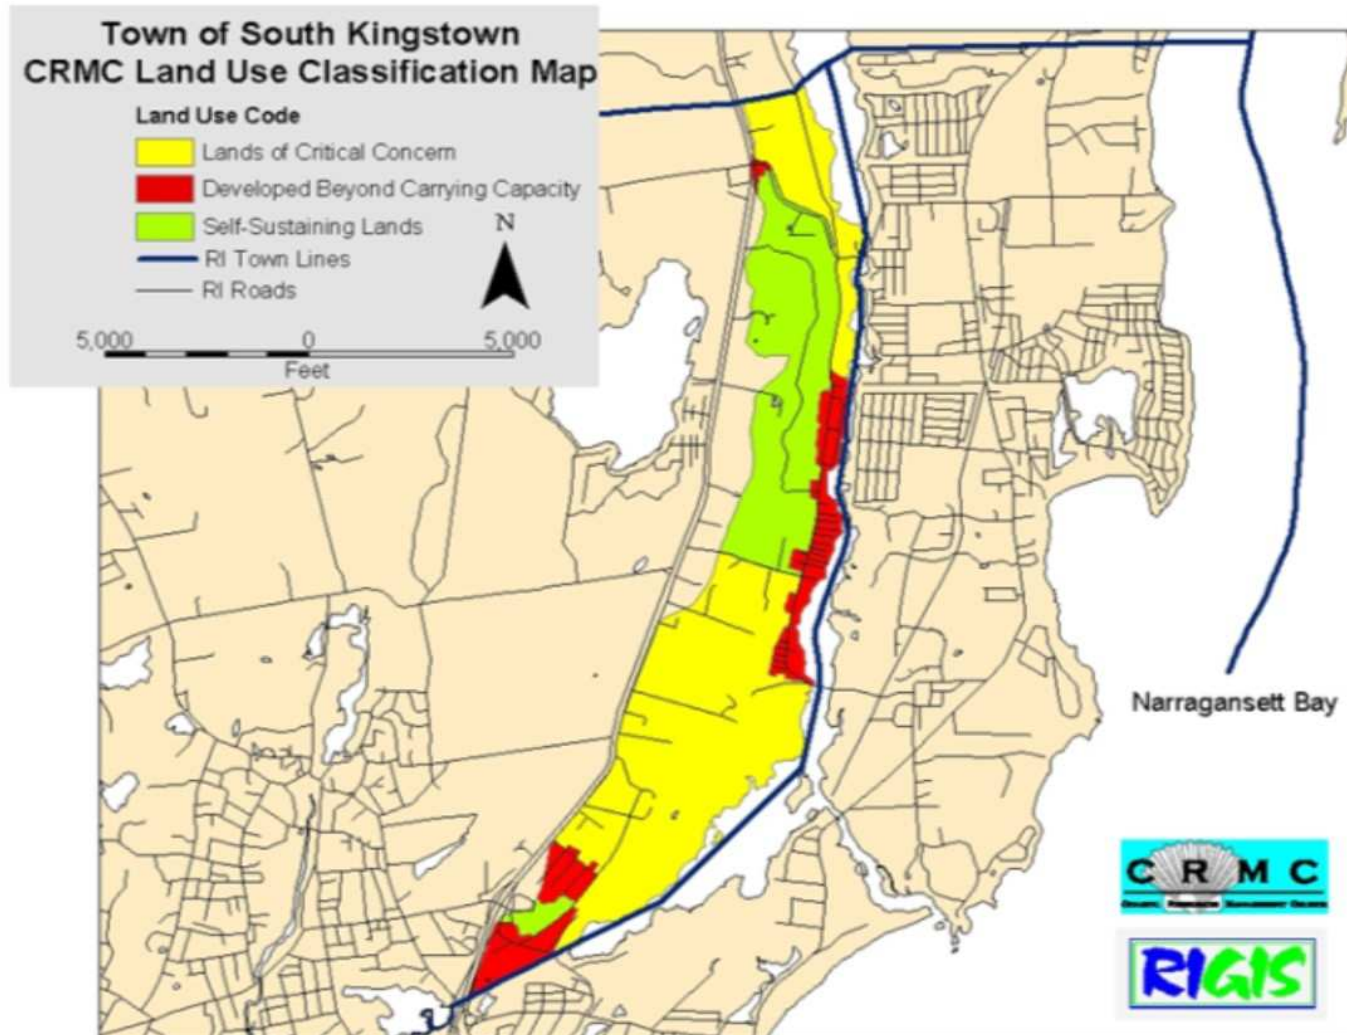 Town of South Kingstown
CRMC Land Use Classification Map
Land Use Code
Lands of Critical Concern
Developed Beyond Carrying Capacity
Self-Sustaining Lands
N
RI Town Lines
RI Roads
5,000 0 5,000
Feet
Narragansett Bay
CRMC
RIGIS